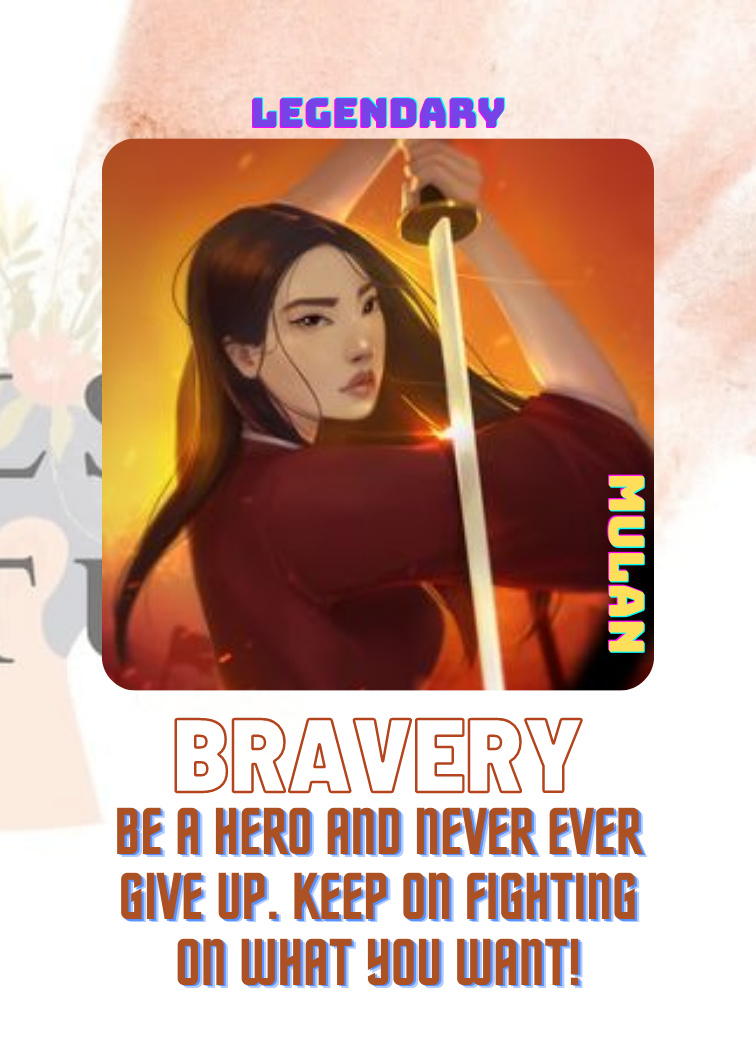 LEGENDARY
MULAN
BRAVERY
BE A HERO AND NEVER EVER
GIVE UP. KEEP ON FIGHTING
ON WHAT YOU WANT!